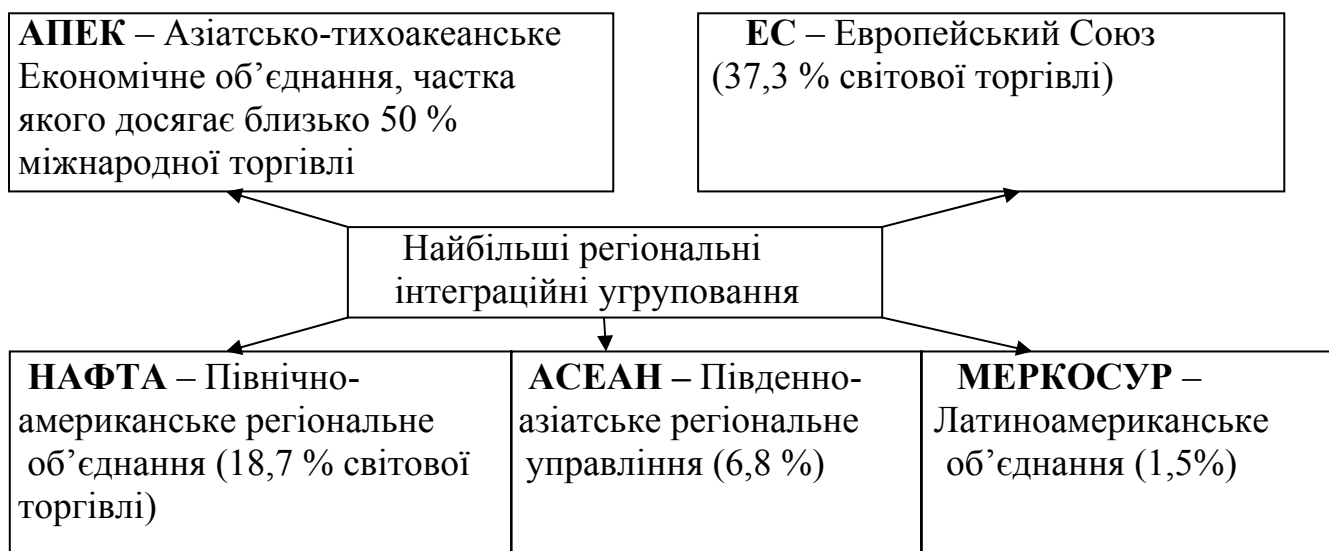 АПЕК – Азіатсько-тихоакеанське
Економічне об’єднання, частка
якого досягає близько 50 %
міжнародної торгівлі
ЕС – Европейський Союз
(37,3 % світової торгівлі)
Найбільші регіональні
інтеграційні угруповання
НАФТА – Північно-
американське регіональне
об’єднання (18,7 % світової
торгівлі)
АСЕАН – Південно-
азіатське регіональне
управління (6,8 %)
МЕРКОСУР –
Латиноамериканське
об’єднання (1,5%)